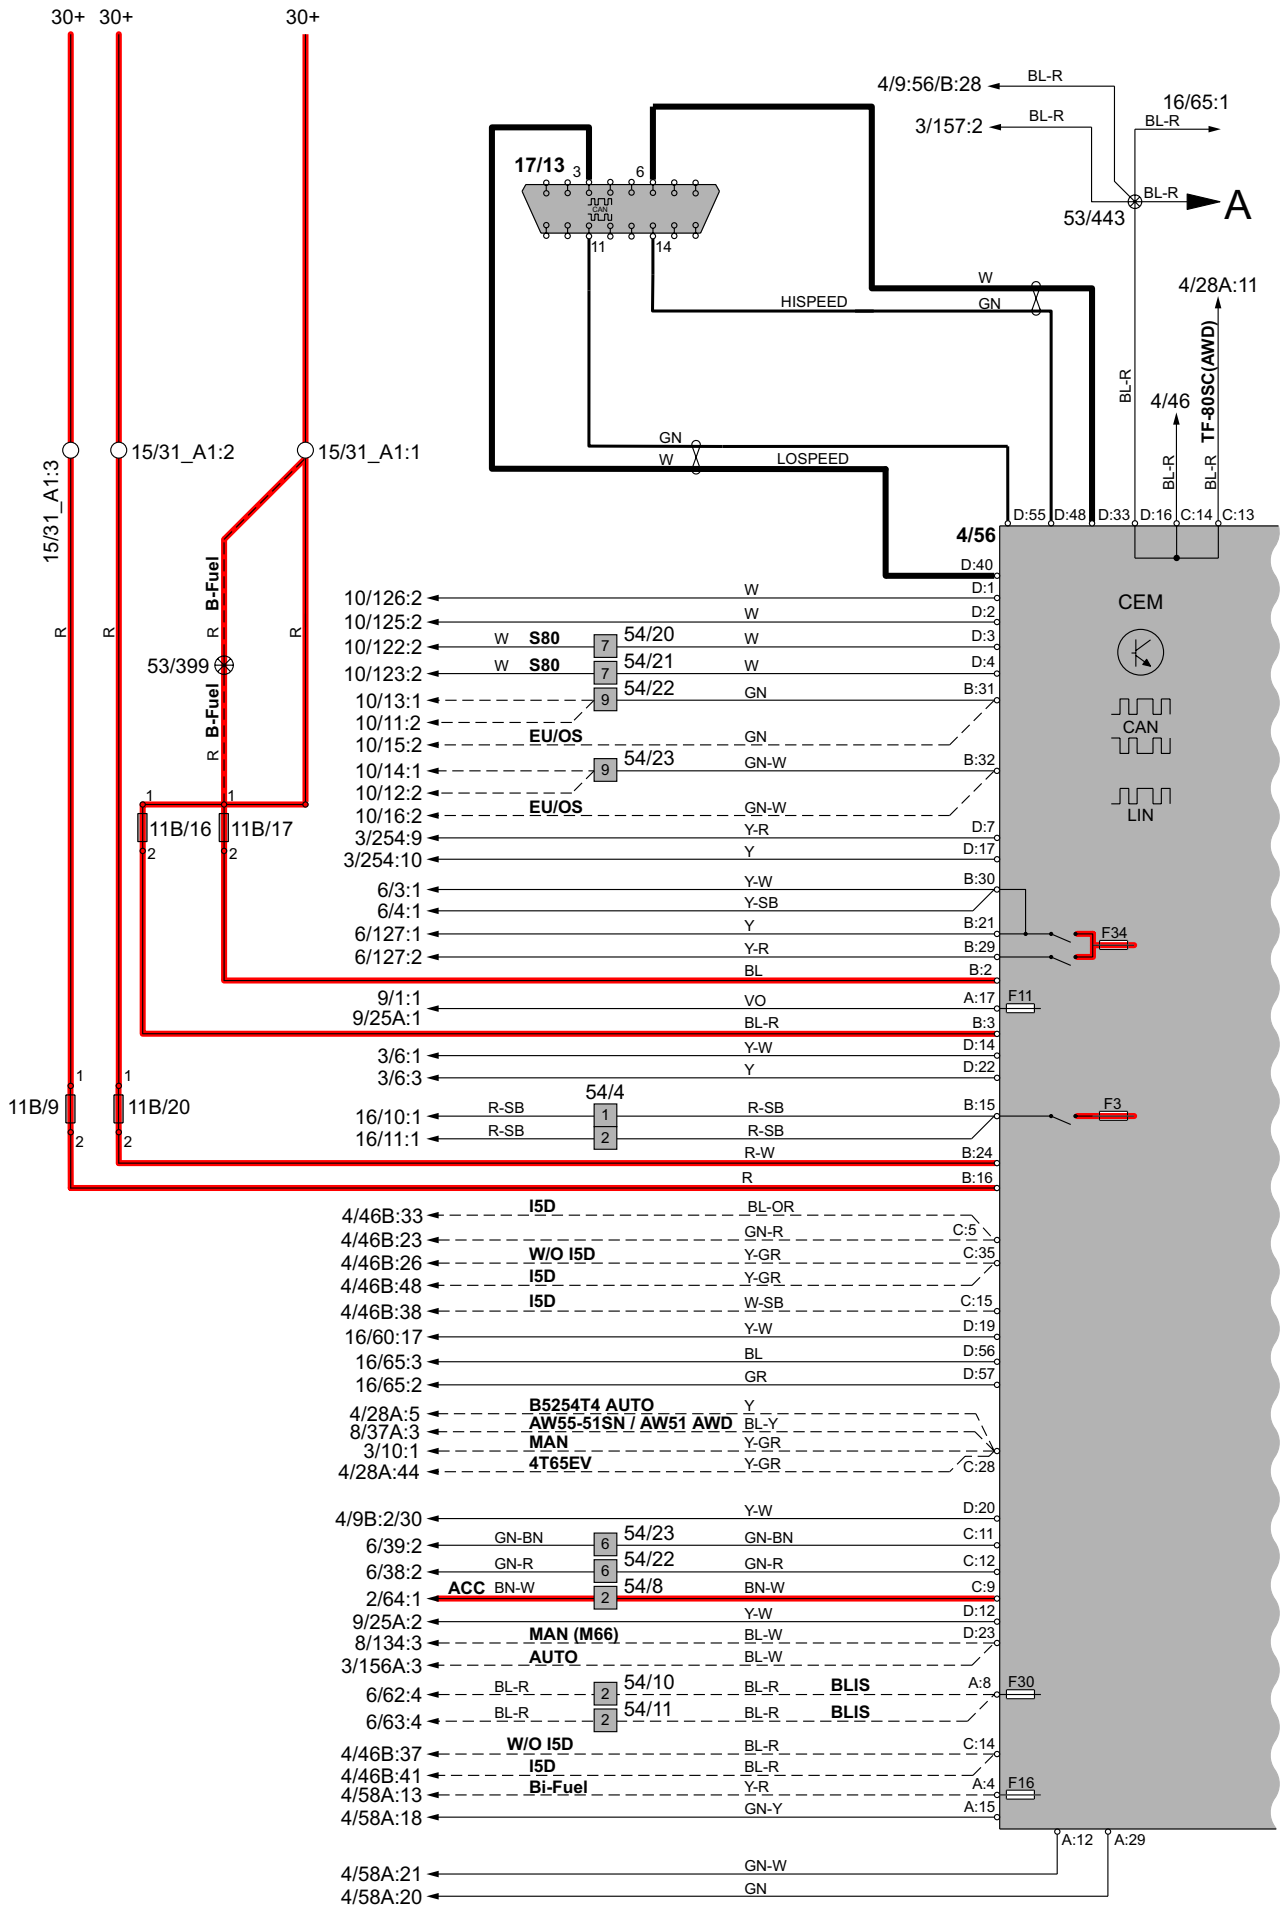 30+ 30+ 30+
4/9:56/B:28 BL-R
16/65:1
3/157:2 BL-R BL-R
17/13 3 6
CAN
BL-R A
53/443
11 14
W
4/28A:11
HISPEED GN
TF-80SC(AWD)
BL-R
4/46
15/31_A1:3
15/31_A1:2 15/31_A1:1
GN
W LOSPEED
BL-R BL-R
D:55 D:48 D:33 D:16 C:14 C:13
4/56
D:40
CEM
CAN
LIN
B-Fuel
R R R R
53/399
B-Fuel
R
10/126:2 W D:1
10/125:2 W D:2
10/122:2 W S80 7 54/20 W D:3
10/123:2 W S80 7 54/21 W D:4
10/13:1 9 54/22 GN B:31
10/11:2
10/15:2 EU/OS GN
10/14:1 9 54/23 GN-W B:32
10/12:2
10/16:2 EU/OS GN-W
1 1
11B/16 11B/17
2 2
3/254:9 Y-R D:7
3/254:10 Y D:17
6/3:1 Y-W B:30
6/4:1 Y-SB
6/127:1 Y B:21 F34
6/127:2 Y-R B:29
BL B:2
9/1:1 VO A:17 F11
9/25A:1
BL-R B:3
3/6:1 Y-W D:14
3/6:3 Y D:22
1 1
11B/9 11B/20
2 2
54/4
16/10:1 R-SB 1 R-SB B:15 F3
16/11:1 R-SB 2 R-SB
R-W B:24
R B:16
4/46B:33 I5D BL-OR
4/46B:23 GN-R C:5
4/46B:26 W/O I5D Y-GR C:35
4/46B:48 I5D Y-GR
4/46B:38 I5D W-SB C:15
16/60:17 Y-W D:19
16/65:3 BL D:56
16/65:2 GR D:57
4/28A:5 B5254T4 AUTO Y
8/37A:3 AW55-51SN / AW51 AWD BL-Y
3/10:1 MAN Y-GR
4/28A:44 4T65EV Y-GR C:28
4/9B:2/30 Y-W D:20
6/39:2 GN-BN 6 54/23 GN-BN C:11
6/38:2 GN-R 6 54/22 GN-R C:12
2/64:1 ACC BN-W 2 54/8 BN-W C:9
9/25A:2 Y-W D:12
8/134:3 MAN (M66) BL-W D:23
3/156A:3 AUTO BL-W
6/62:4 BL-R 2 54/10 BL-R BLIS A:8 F30
6/63:4 BL-R 2 54/11 BL-R BLIS
4/46B:37 W/O I5D BL-R C:14
4/46B:41 I5D BL-R
4/58A:13 Bi-Fuel Y-R A:4 F16
4/58A:18 GN-Y A:15
A:12 A:29
4/58A:21 GN-W
4/58A:20 GN